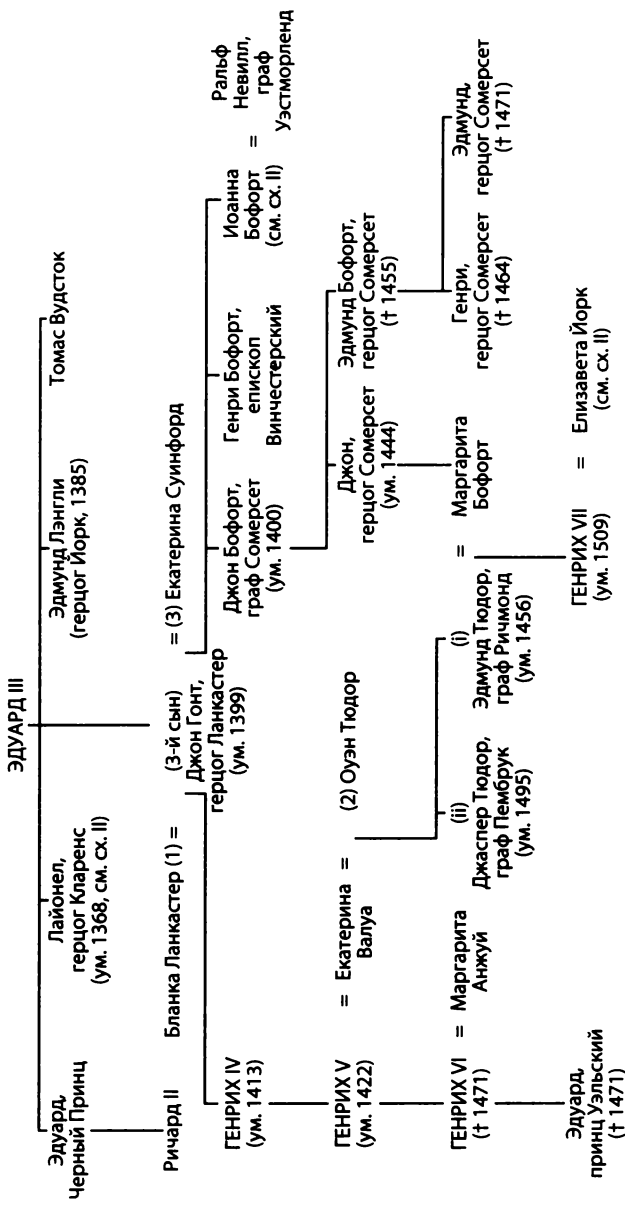 ЭДУАРД III
Эдуард,
Черный Принц
Лайонел,
герцог Кларенс
(ум. 1368, см. сх. II)
Эдмунд Лэнгли
(герцог Йорк, 1385)
Томас Вудсток
Ричард II
Бланка Ланкастер (1) =
(3-й сын)
Джон Гонт,
герцог Ланкастер
(ум. 1399)
= (3) Екатерина Суинфорд
ГЕНРИХ IV
(ум. 1413)
Джон Бофорт,
граф Сомерсет
(ум. 1400)
Генри Бофорт,
епископ
Винчестерский
Иоанна
Бофорт
(см. сх. II)
=
Ральф
Невилл,
граф
Уэстморленд
ГЕНРИХ V
(ум. 1422)
= Екатерина =
Валуа
(2) Оуэн Тюдор
Джон,
герцог Сомерсет
(ум. 1444)
Эдмунд Бофорт,
герцог Сомерсет
(† 1455)
ГЕНРИХ VI
(† 1471)
= Маргарита
Анжуй
(ii)
Джаспер Тюдор,
граф Пембрук
(ум. 1495)
(i)
Эдмунд Тюдор,
граф Ричмонд
(ум. 1456)
= Маргарита
Бофорт
Генри,
герцог Сомерсет
(† 1464)
Эдмунд,
герцог Сомерсет
(† 1471)
Эдуард,
принц Уэльский
(† 1471)
ГЕНРИХ VII
(ум. 1509)
= Елизавета Йорк
(см. сх. II)